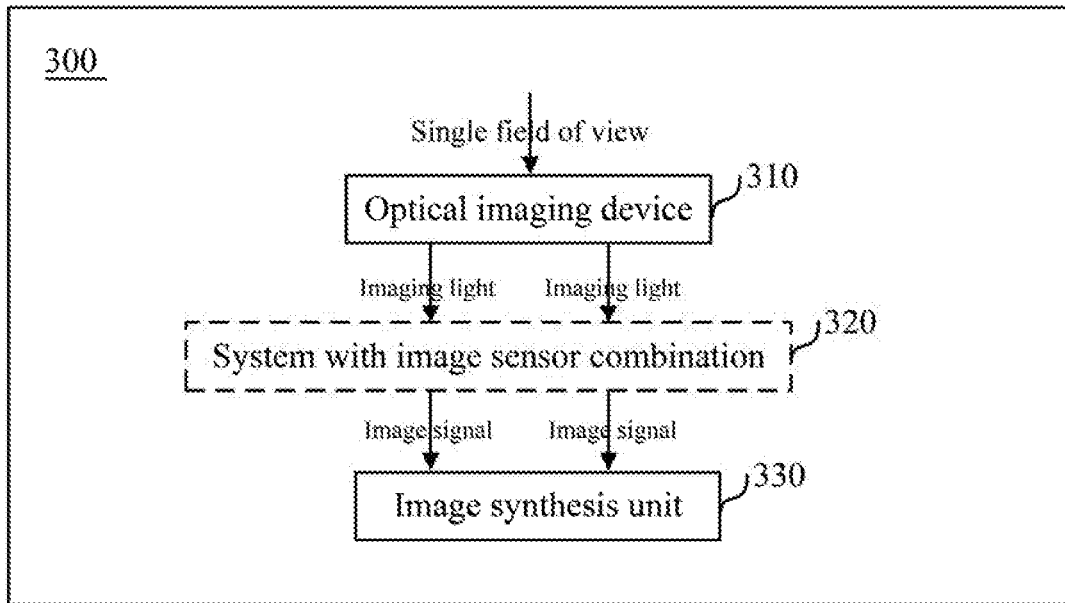 300
Single field of view
310
Optical imaging device
Imaging light Imaging light
320
System with image sensor combination
Image signal Image signal
330
Image synthesis unit